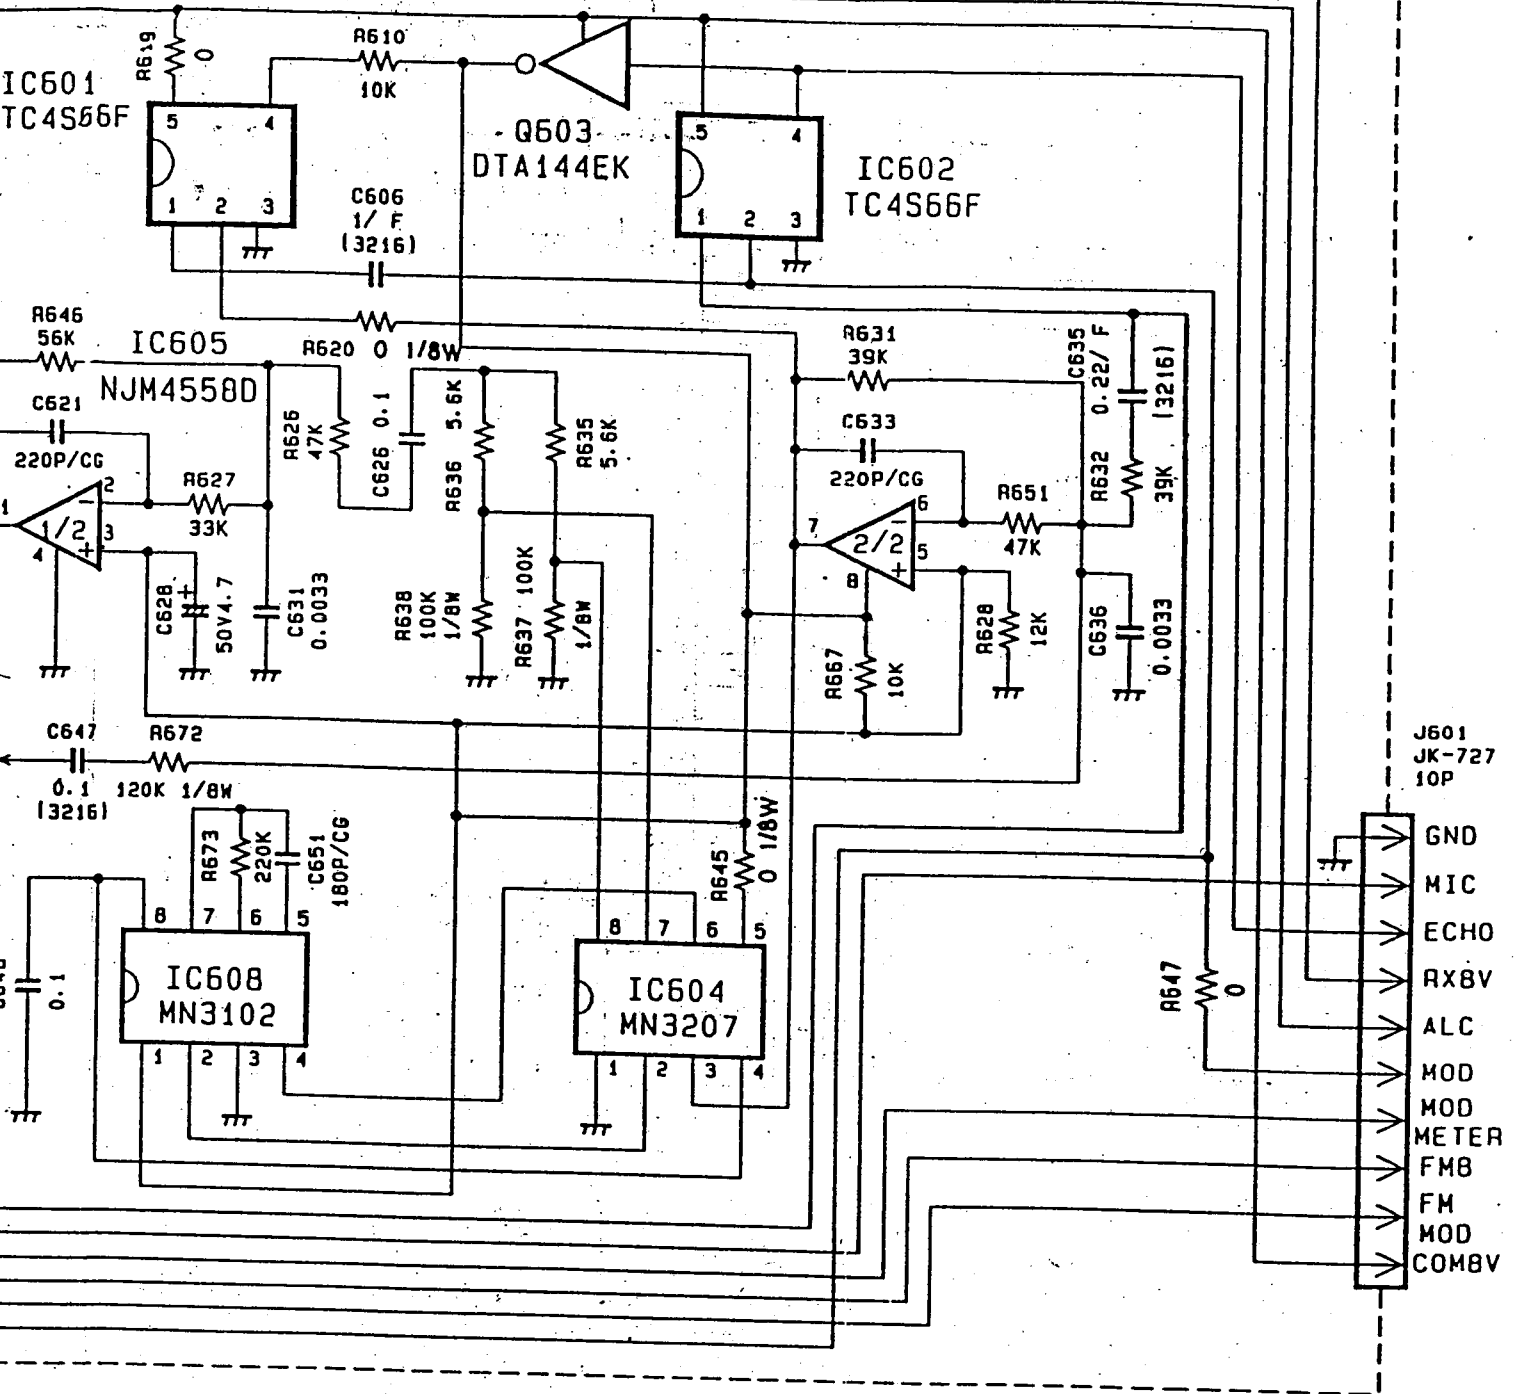 R619
0
R610
10K
IC601
TC4S66F
5
4
1
2
3
Q603
DTA144EK
5
4
1
2
3
IC602
TC4S66F
C606
1/ F
(3216)
R646
56K
IC605
NJM4558D
R620 0 1/8W
C621
220P/CG
R627
33K
1
2
3
4
1/2
C628
50V4.7
C631
0.0033
R626
47K
C626 0.1
R636 5.6K
R635
5.6K
R638
100K
1/8W
R637 100K
1/8W
R631
39K
C633
220P/CG
C635
0.22/ F
(3216)
R632
39K
R651
47K
7
6
5
8
2/2
R667
10K
R628
12K
C636
0.0033
C647
0.1
(3216)
R672
120K 1/8W
R673
220K
C651
180P/CG
R645
0 1/8W
8
7
6
5
IC608
MN3102
1
2
3
4
0.1
8
7
6
5
IC604
MN3207
1
2
3
4
R647
0
J601
JK-727
10P
GND
MIC
ECHO
RX8V
ALC
MOD
MOD
METER
FM8
FM
MOD
COM8V